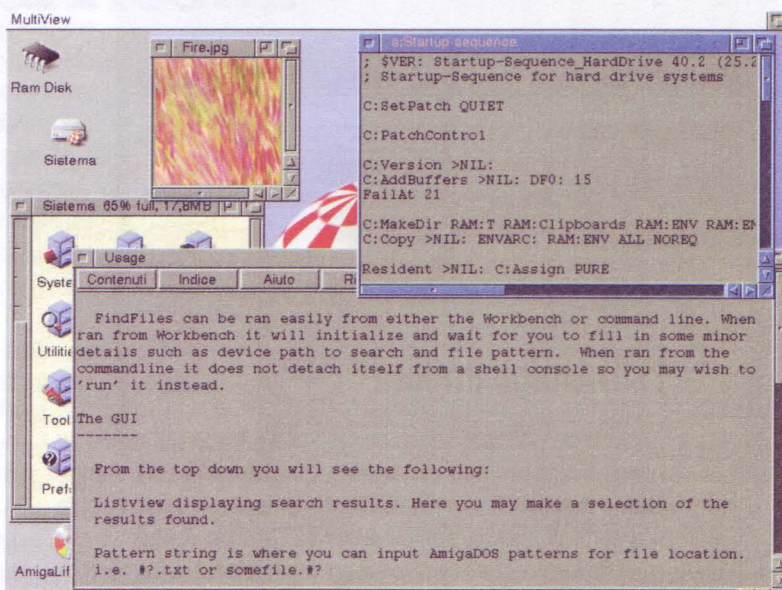 MultiView
Ram Disk
Sistema
Fire.jpg
s:Startup-sequence
; $VER: Startup-Sequence_HardDrive 40.2 (25.2
; Startup-Sequence for hard drive systems
C:SetPatch QUIET
C:PatchControl
C:Version >NIL:
C:AddBuffers >NIL: DF0: 15
FailAt 21
C:MakeDir RAM:T RAM:Clipboards RAM:ENV RAM:EN
C:Copy >NIL: ENVARC: RAM:ENV ALL NOREQ
Resident >NIL: C:Assign PURE
Sistema 65% full, 17,8MB
Syste
Utilitie
Tool
Prefe
AmigaLif
Usage
Contenuti Indice Aiuto Ri
FindFiles can be ran easily from either the Workbench or command line. When
ran from Workbench it will initialize and wait for you to fill in some minor
details such as device path to search and file pattern. When ran from the
commandline it does not detach itself from a shell console so you may wish to
'run' it instead.
The GUI
-------
From the top down you will see the following:
Listview displaying search results. Here you may make a selection of the
results found.
Pattern string is where you can input AmigaDOS patterns for file location.
i.e. #?.txt or somefile.#?